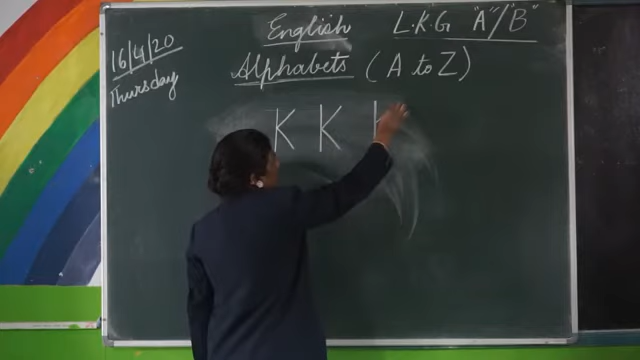 English L.K.G "A"/"B"
16/4/20
Alphabets (A to Z)
Thursday
K K K